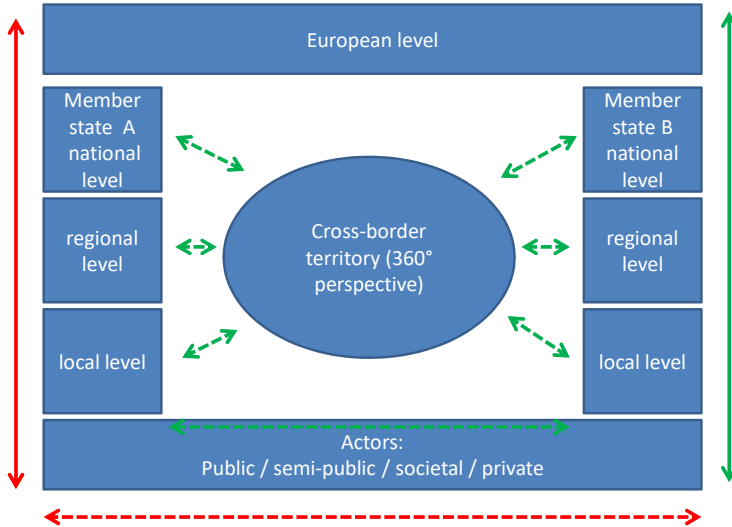 European level
Member
state  A
national
level
Member
state B
national
level
Cross-border
territory (360°
perspective)
regional
level
regional
level
local level
local level
Actors:
Public / semi-public / societal / private